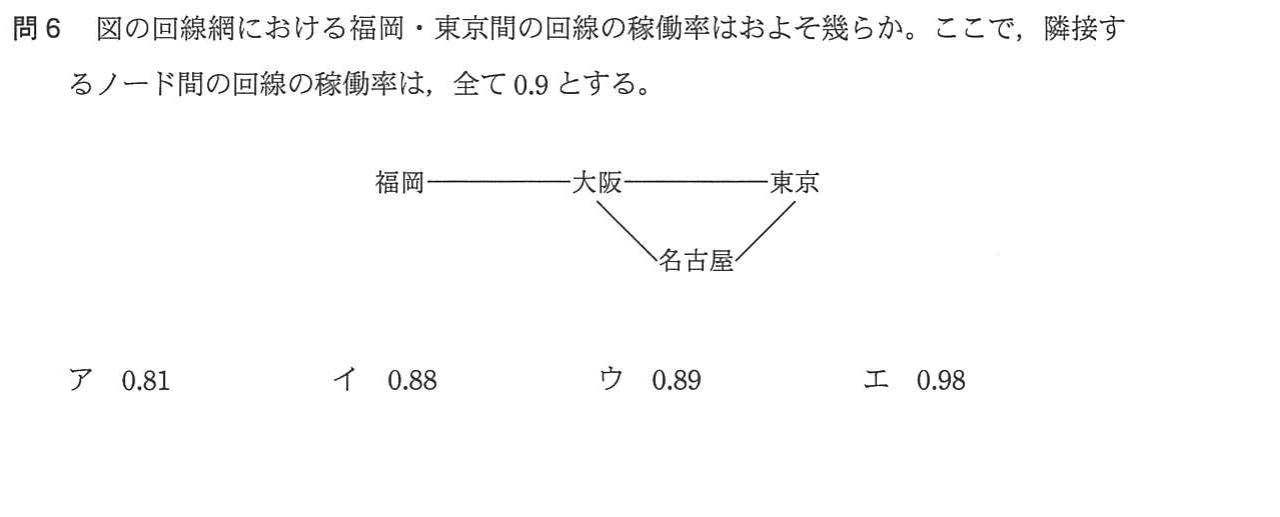 問6 図の回線網における福岡・東京間の回線の稼働率はおよそ幾らか。ここで，隣接す
るノード間の回線の稼働率は，全て 0.9 とする。
福岡 大阪 東京
名古屋
ア 0.81 イ 0.88 ウ 0.89 エ 0.98